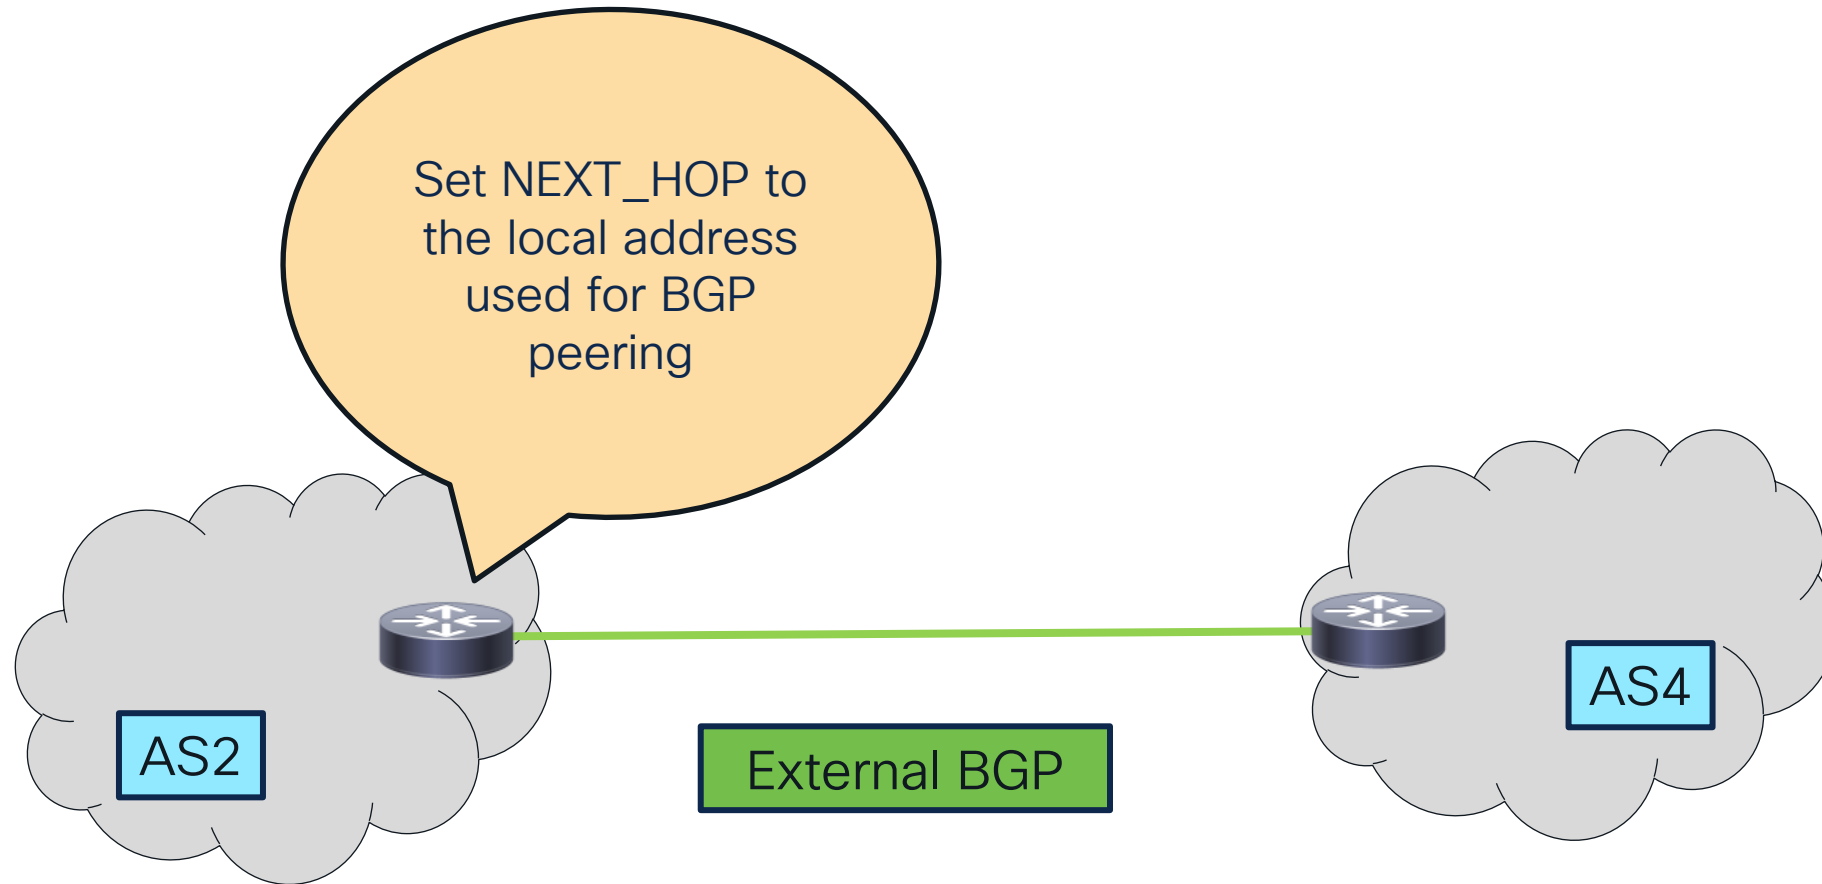 Set NEXT_HOP to
the local address
used for BGP
peering
AS4
AS2
External BGP